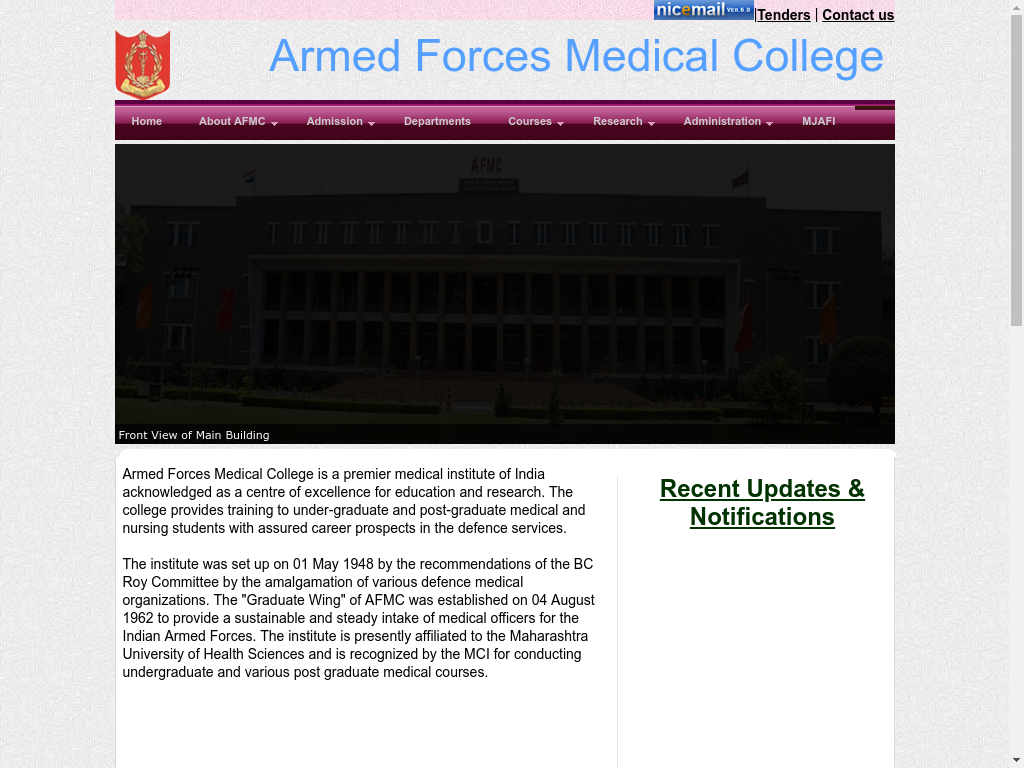 nicemail Ver.6.0 |Tenders | Contact us
Armed Forces Medical College
Home About AFMC Admission Departments Courses Research Administration MJAFI
AFMC
Front View of Main Building
Armed Forces Medical College is a premier medical institute of India
acknowledged as a centre of excellence for education and research. The
college provides training to under-graduate and post-graduate medical and
nursing students with assured career prospects in the defence services.
The institute was set up on 01 May 1948 by the recommendations of the BC
Roy Committee by the amalgamation of various defence medical
organizations. The "Graduate Wing" of AFMC was established on 04 August
1962 to provide a sustainable and steady intake of medical officers for the
Indian Armed Forces. The institute is presently affiliated to the Maharashtra
University of Health Sciences and is recognized by the MCI for conducting
undergraduate and various post graduate medical courses.
Recent Updates &
Notifications